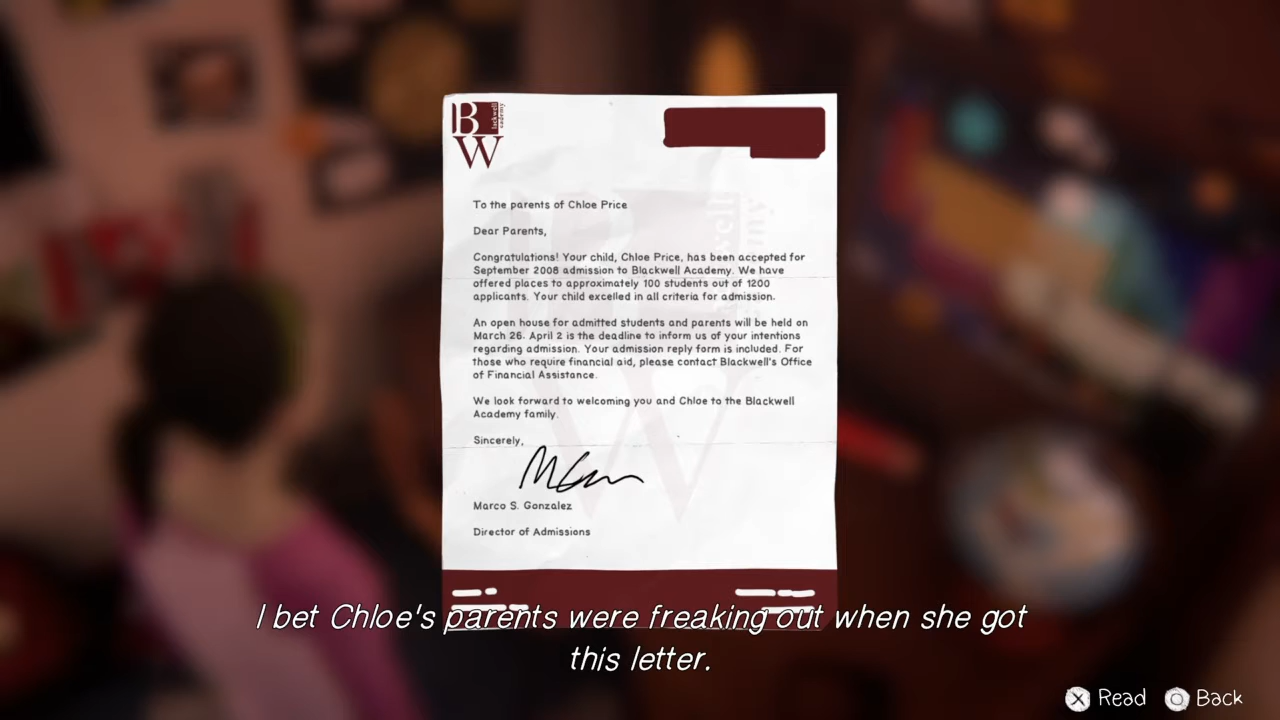 BW
Blackwell
Academy
To the parents of Chloe Price
Dear Parents,
Congratulations! Your child, Chloe Price, has been accepted for
September 2008 admission to Blackwell Academy. We have
offered places to approximately 100 students out of 1200
applicants. Your child excelled in all criteria for admission.
An open house for admitted students and parents will be held on
March 26. April 2 is the deadline to inform us of your intentions
regarding admission. Your admission reply form is included. For
those who require financial aid, please contact Blackwell's Office
of Financial Assistance.
We look forward to welcoming you and Chloe to the Blackwell
Academy family.
Sincerely,
Marco S. Gonzalez
Director of Admissions
I bet Chloe's parents were freaking out when she got
this letter.
Read Back